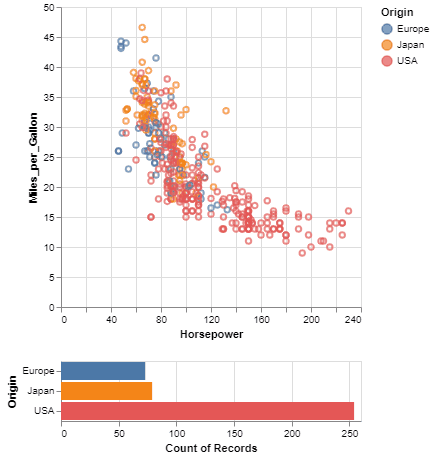 50
45
40
35
30
25
20
15
10
5
0
Miles_per_Gallon
0 40 80 120 160 200 240
Horsepower
Origin
Europe
Japan
USA
Origin
Europe
Japan
USA
0 50 100 150 200 250
Count of Records